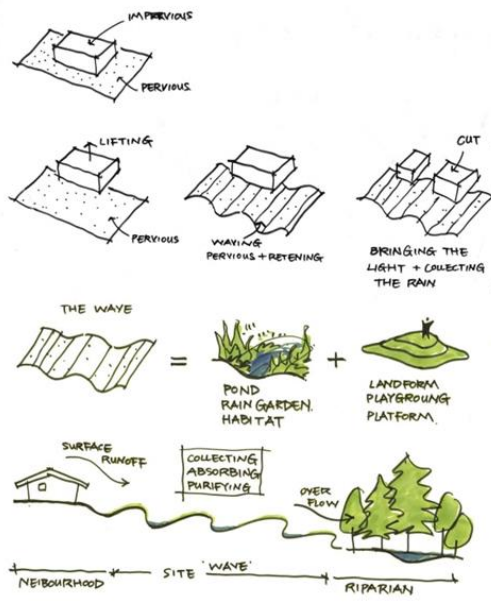 IMPERVIOUS
PERVIOUS
LIFTING
PERVIOUS
WAVING
PERVIOUS + RETENING
CUT
BRINGING THE
LIGHT + COLLECTING
THE RAIN
THE WAVE
=
POND
RAIN GARDEN.
HABITAT
+
LANDFORM
PLAYGROUNG
PLATFORM.
SURFACE
RUNOFF
COLLECTING
ABSORBING
PURIFYING
OVER
FLOW
NEIBOURHOOD
SITE 'WAVE'
RIPARIAN